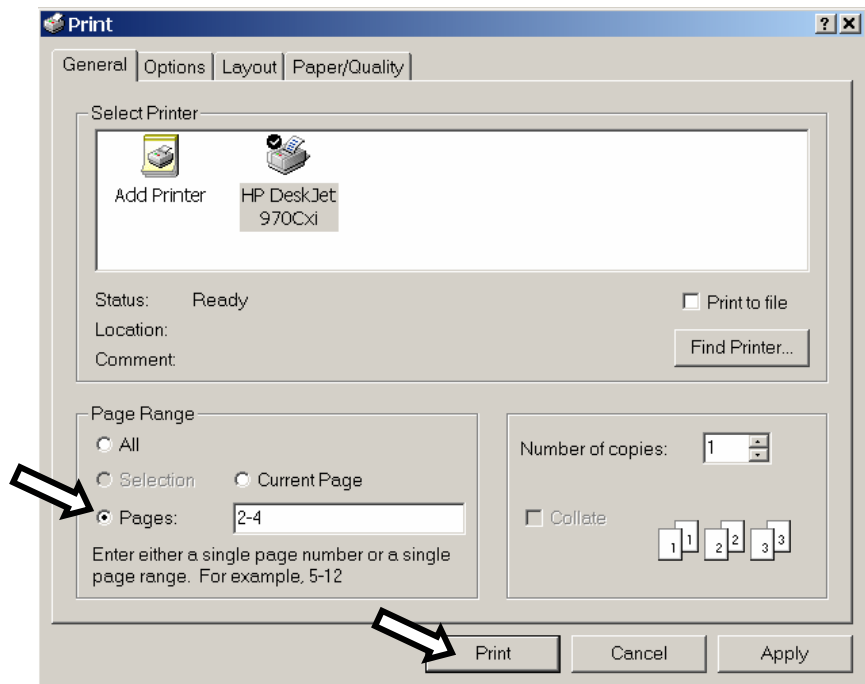 Print
General Options Layout Paper/Quality
Select Printer
Add Printer
HP DeskJet
970Cxi
Status: Ready
Print to file
Location:
Find Printer...
Comment:
Page Range
All
Number of copies: 1
Selection Current Page
Pages: 2-4
Collate
1 1 2 2 3 3
Enter either a single page number or a single
page range. For example, 5-12
Print Cancel Apply